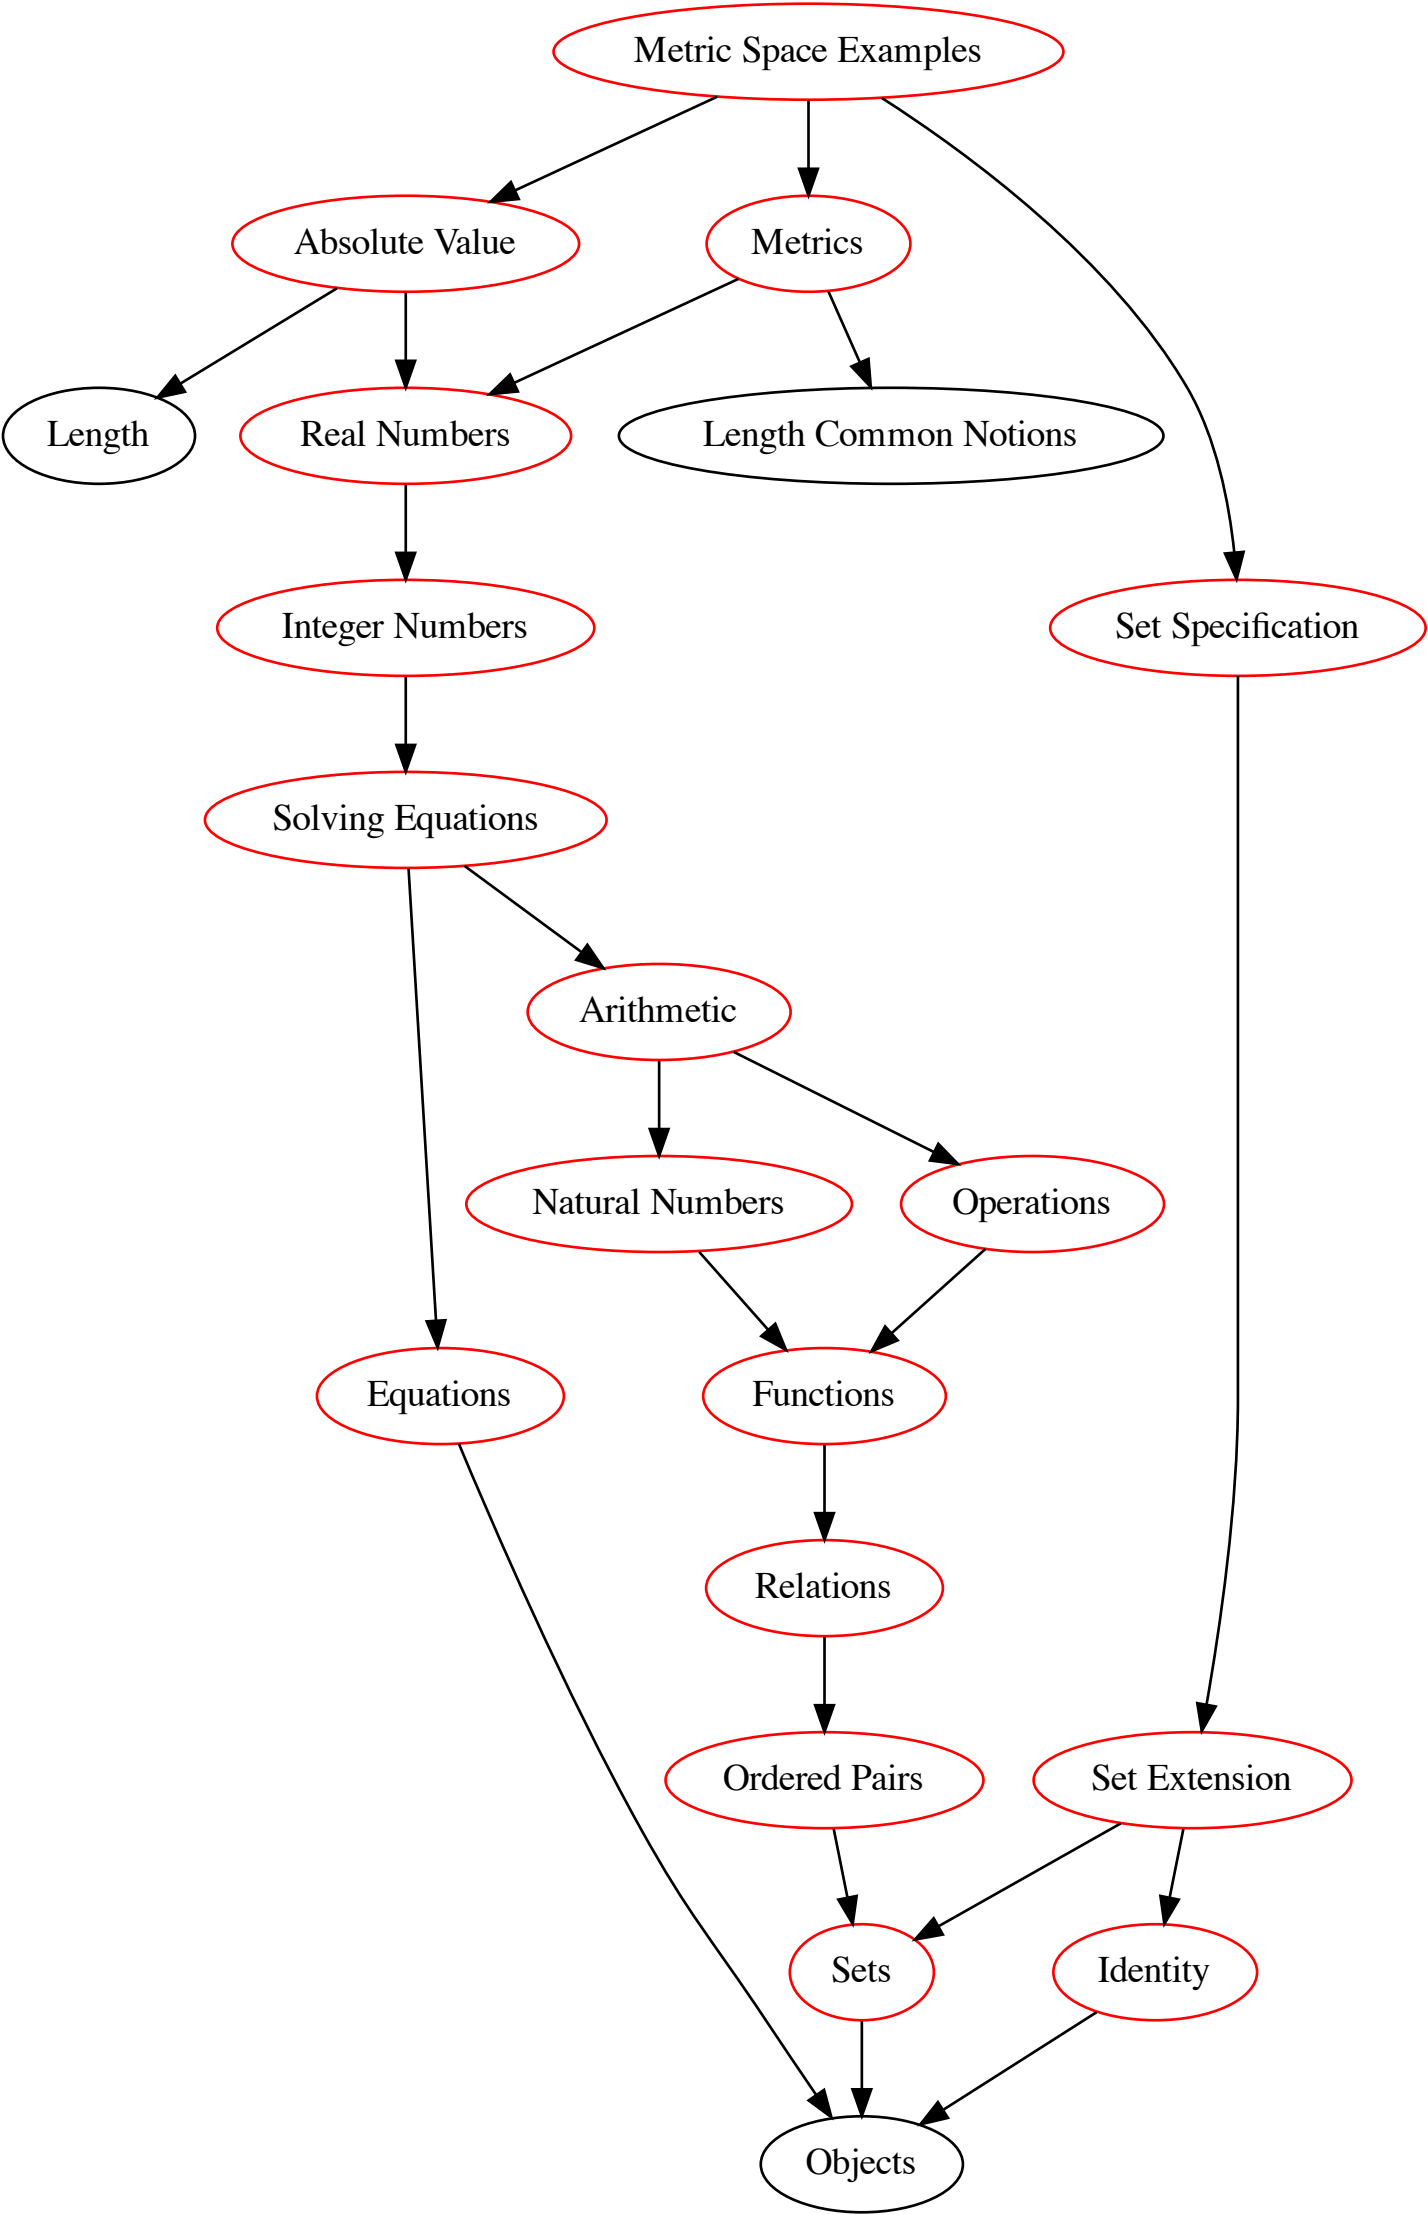 Metric Space Examples
Absolute Value
Metrics
Length
Real Numbers
Length Common Notions
Integer Numbers
Set Specification
Solving Equations
Arithmetic
Natural Numbers
Operations
Equations
Functions
Relations
Ordered Pairs
Set Extension
Sets
Identity
Objects